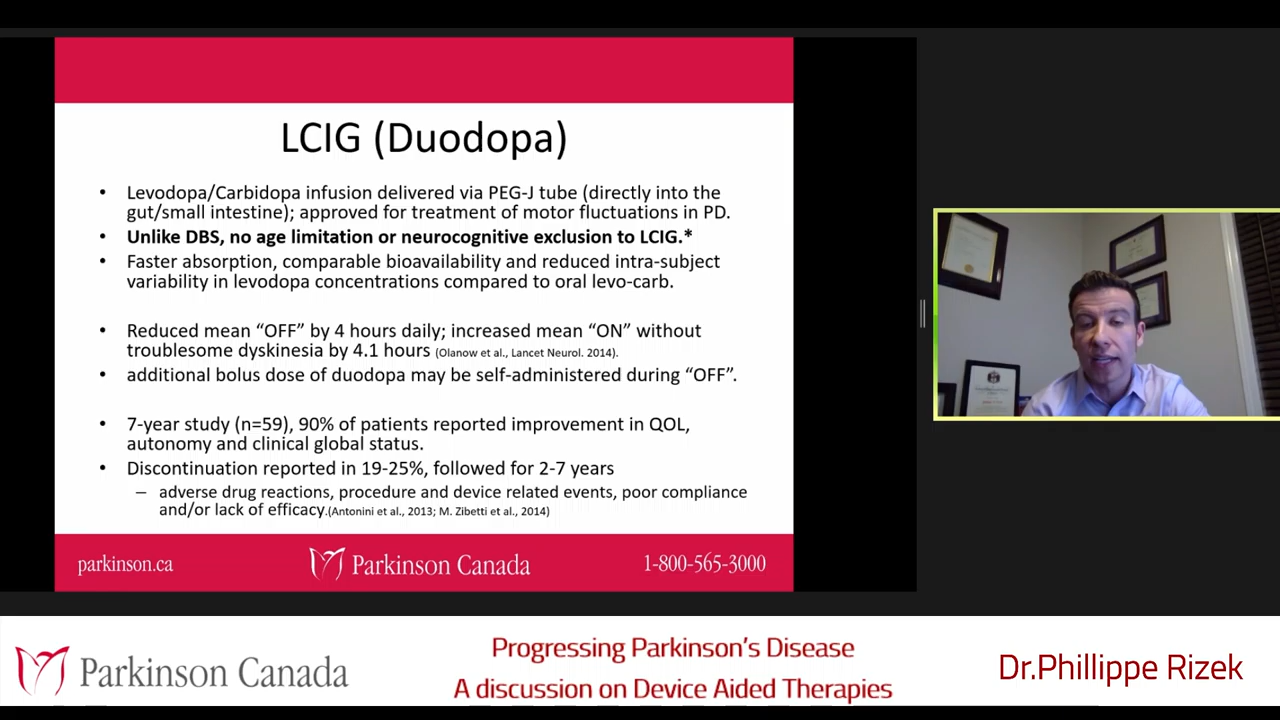 LCIG (Duodopa)
• Levodopa/Carbidopa infusion delivered via PEG-J tube (directly into the
gut/small intestine); approved for treatment of motor fluctuations in PD.
• Unlike DBS, no age limitation or neurocognitive exclusion to LCIG.*
• Faster absorption, comparable bioavailability and reduced intra-subject
variability in levodopa concentrations compared to oral levo-carb.
• Reduced mean “OFF” by 4 hours daily; increased mean “ON” without
troublesome dyskinesia by 4.1 hours (Olanow et al., Lancet Neurol. 2014).
• additional bolus dose of duodopa may be self-administered during “OFF”.
• 7-year study (n=59), 90% of patients reported improvement in QOL,
autonomy and clinical global status.
• Discontinuation reported in 19-25%, followed for 2-7 years
– adverse drug reactions, procedure and device related events, poor compliance
and/or lack of efficacy.(Antonini et al., 2013; M. Zibetti et al., 2014)
parkinson.ca
Parkinson Canada
1-800-565-3000
Parkinson Canada
Progressing Parkinson’s Disease
A discussion on Device Aided Therapies
Dr.Phillippe Rizek